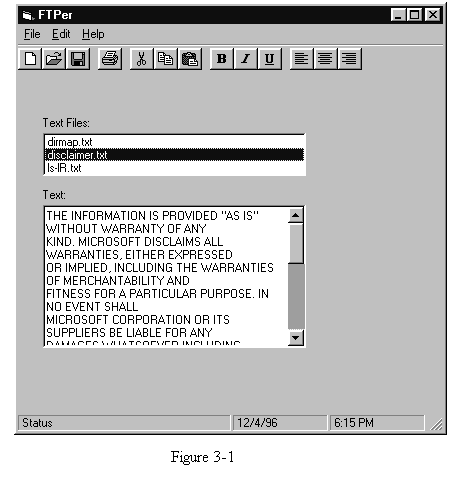 FTPer
File Edit Help
B I U
Text Files:
dirmap.txt
disclaimer.txt
ls-lR.txt
Text:
THE INFORMATION IS PROVIDED "AS IS"
WITHOUT WARRANTY OF ANY
KIND. MICROSOFT DISCLAIMS ALL
WARRANTIES, EITHER EXPRESSED
OR IMPLIED, INCLUDING THE WARRANTIES
OF MERCHANTABILITY AND
FITNESS FOR A PARTICULAR PURPOSE. IN
NO EVENT SHALL
MICROSOFT CORPORATION OR ITS
SUPPLIERS BE LIABLE FOR ANY
DAMAGES WHATSOEVER INCLUDING
Status 12/4/96 6:15 PM
Figure 3-1